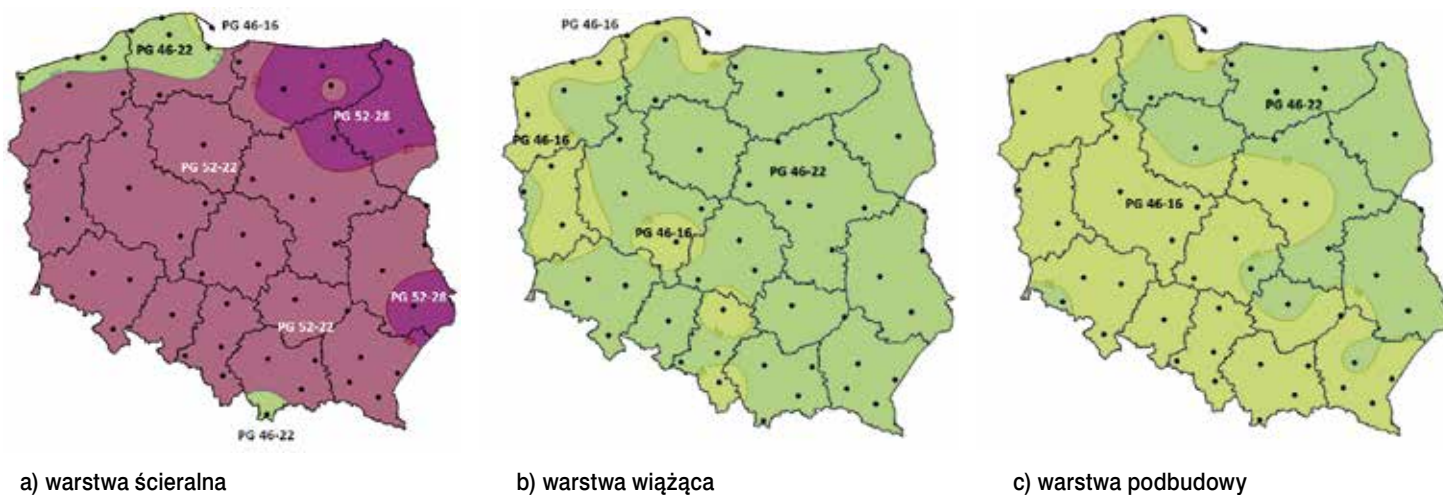 PG 46-16
PG 46-22
PG 52-28
PG 52-22
PG 52-28
PG 52-22
PG 46-22
a) warstwa ścieralna
PG 46-16
PG 46-16
PG 46-22
PG 46-16
b) warstwa wiążąca
PG 46-22
PG 46-16
c) warstwa podbudowy